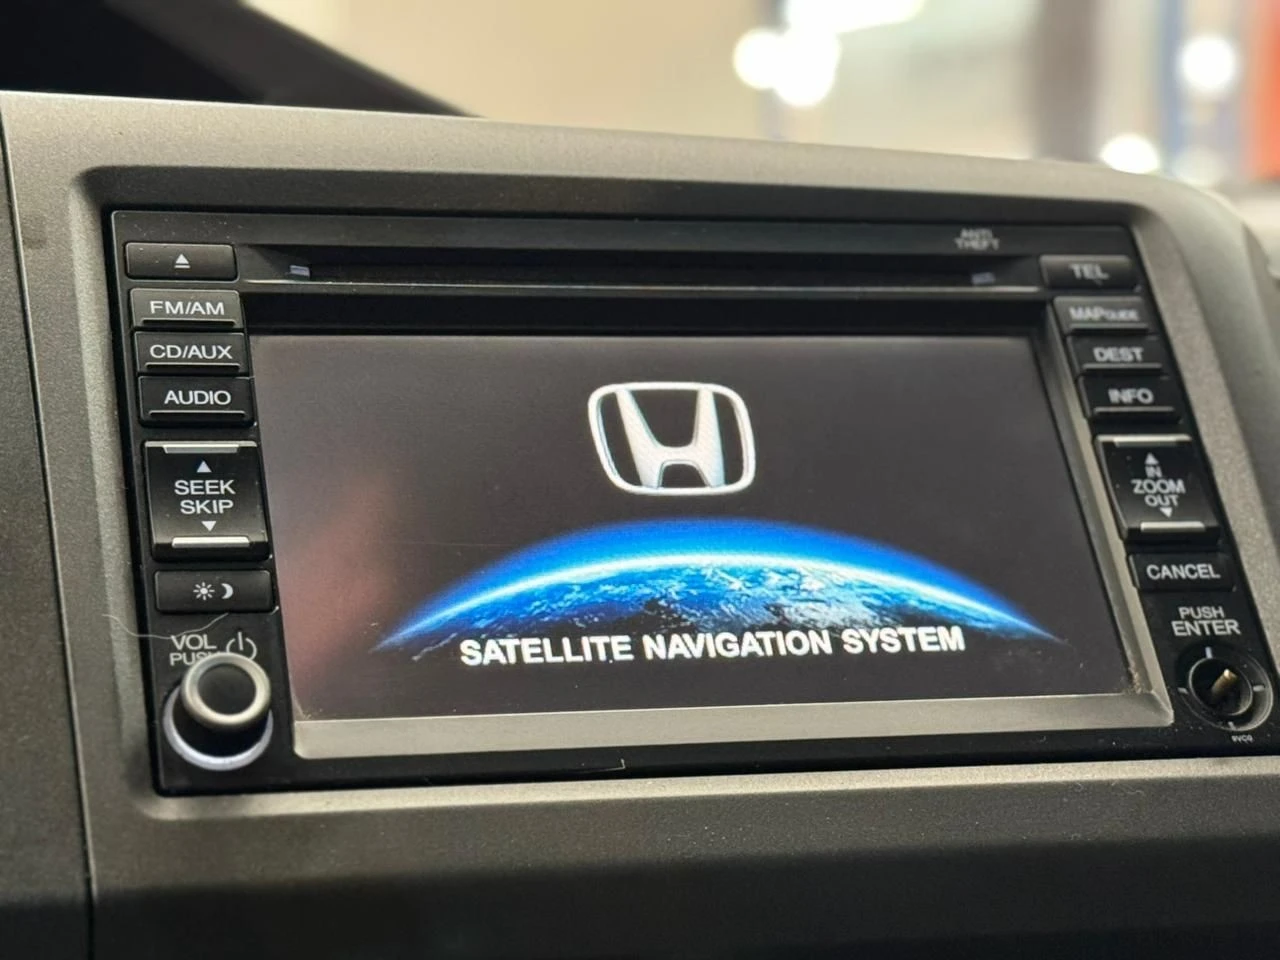 ANTI
THEFT
TEL
FM/AM
MAP GUIDE
CD/AUX
DEST
AUDIO
INFO
SEEK
SKIP
IN
ZOOM
OUT
CANCEL
VOL
PUSH
PUSH
ENTER
SATELLITE NAVIGATION SYSTEM